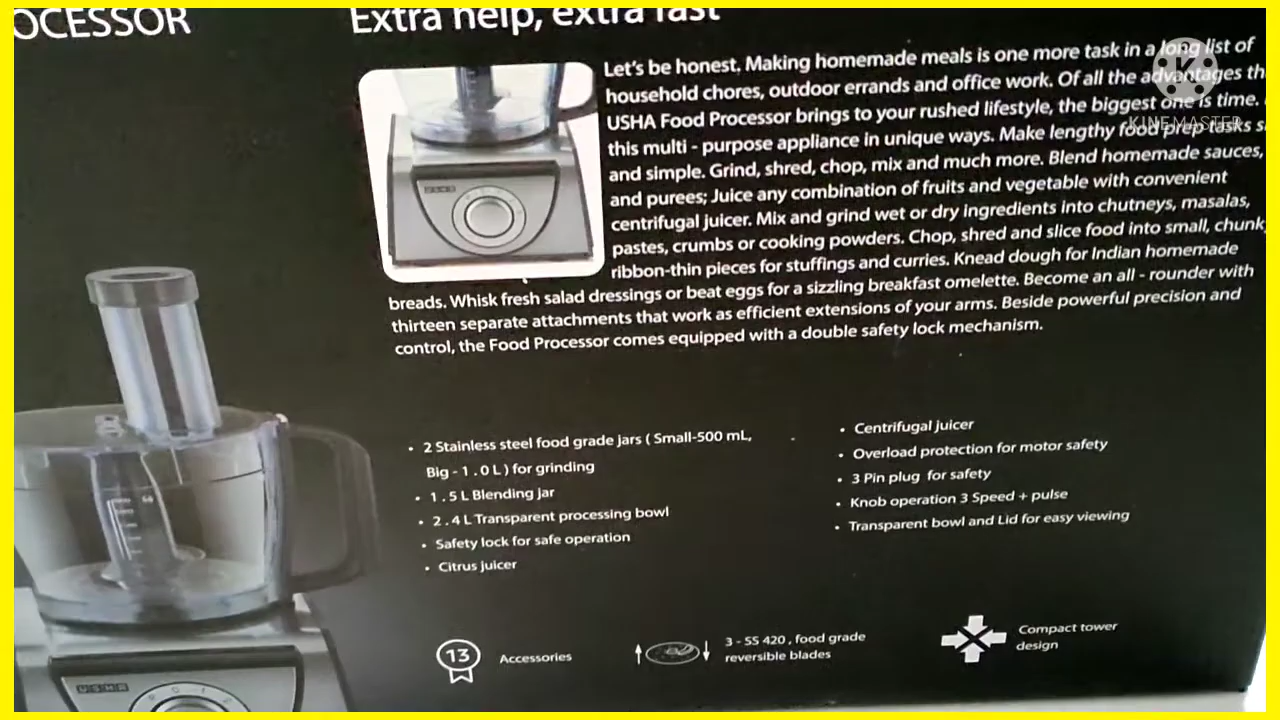 OCESSOR
Extra help, extra fast
Let's be honest. Making homemade meals is one more task in a long list of
household chores, outdoor errands and office work. Of all the advantages th
USHA Food Processor brings to your rushed lifestyle, the biggest one is time.
this multi - purpose appliance in unique ways. Make lengthy food prep tasks s
and simple. Grind, shred, chop, mix and much more. Blend homemade sauces,
and purees; Juice any combination of fruits and vegetable with convenient
centrifugal juicer. Mix and grind wet or dry ingredients into chutneys, masalas,
pastes, crumbs or cooking powders. Chop, shred and slice food into small, chunk
ribbon-thin pieces for stuffings and curries. Knead dough for Indian homemade
breads. Whisk fresh salad dressings or beat eggs for a sizzling breakfast omelette. Become an all - rounder with
thirteen separate attachments that work as efficient extensions of your arms. Beside powerful precision and
control, the Food Processor comes equipped with a double safety lock mechanism.
• 2 Stainless steel food grade jars ( Small-500 mL,
Big - 1 . 0 L ) for grinding
• 1 . 5 L Blending jar
• 2 . 4 L Transparent processing bowl
• Safety lock for safe operation
• Citrus juicer
• Centrifugal juicer
• Overload protection for motor safety
• 3 Pin plug for safety
• Knob operation 3 Speed + pulse
• Transparent bowl and Lid for easy viewing
13 Accessories
3 - SS 420 , food grade
reversible blades
Compact tower
design
USHA
KINEMASTER